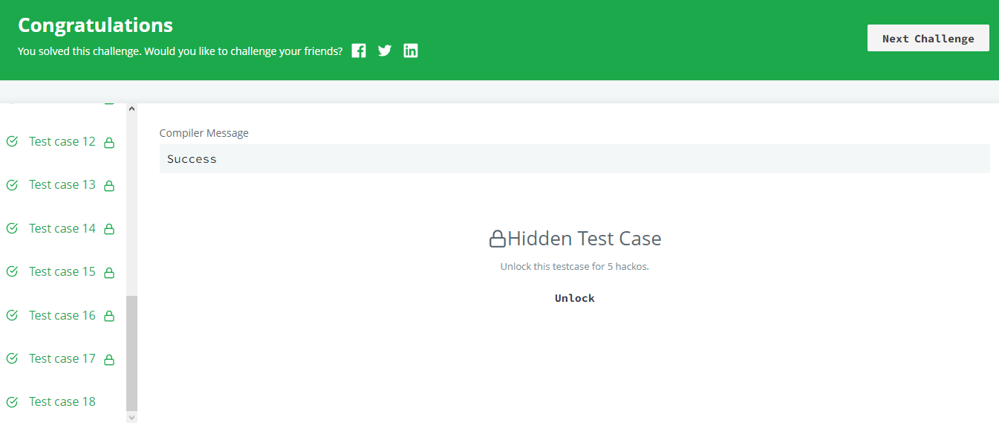 Congratulations
You solved this challenge. Would you like to challenge your friends?
Next Challenge
Test case 12
Test case 13
Test case 14
Test case 15
Test case 16
Test case 17
Test case 18
Compiler Message
Success
Hidden Test Case
Unlock this testcase for 5 hackos.
Unlock